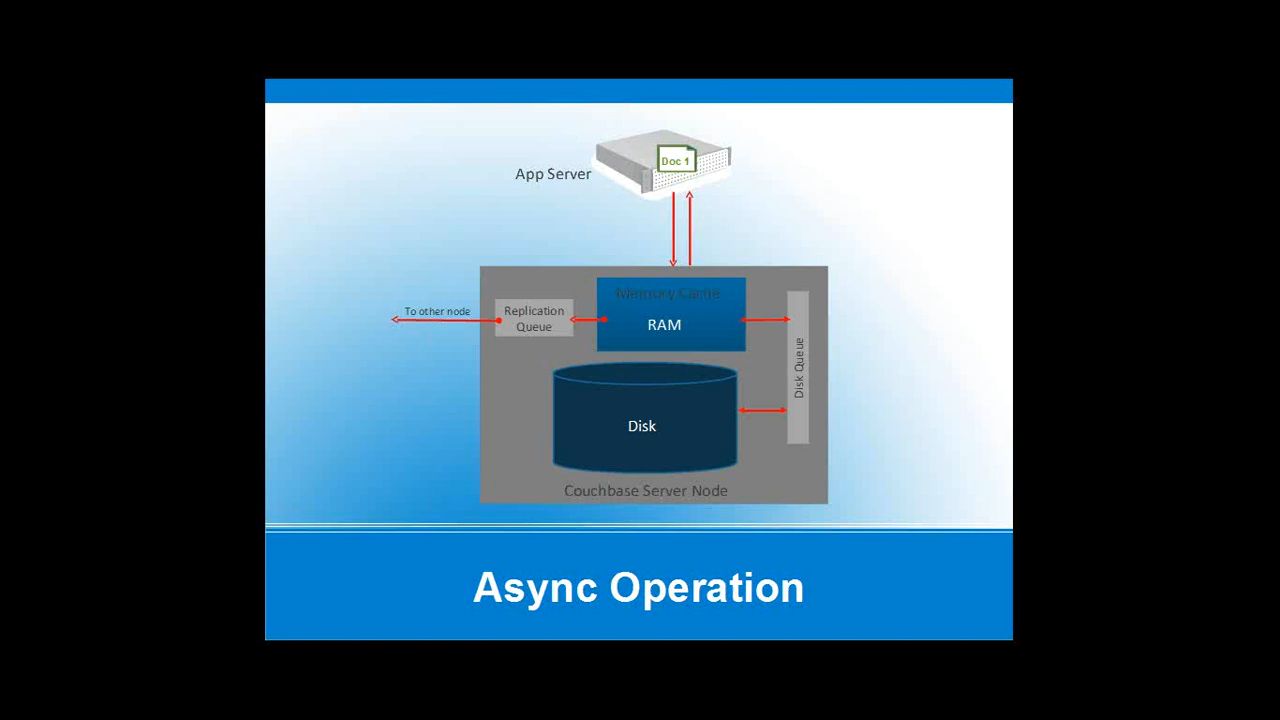 Doc 1
App Server
Memory Cache
RAM
To other node
Replication
Queue
Disk Queue
Disk
Couchbase Server Node
Async Operation